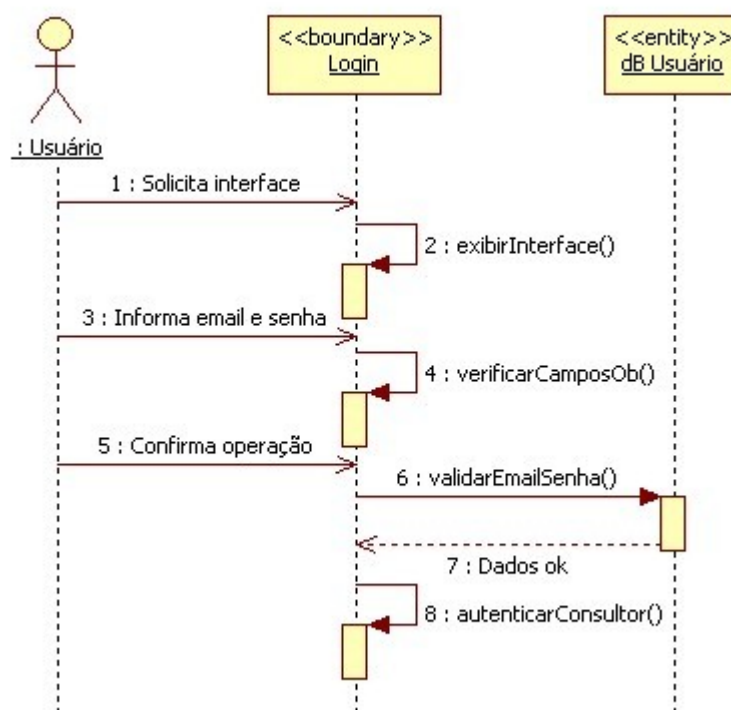 <<boundary>>
Login
<<entity>>
dB Usuário
: Usuário
1 : Solicita interface
2 : exibirInterface()
3 : Informa email e senha
4 : verificarCamposOb()
5 : Confirma operação
6 : validarEmailSenha()
7 : Dados ok
8 : autenticarConsultor()